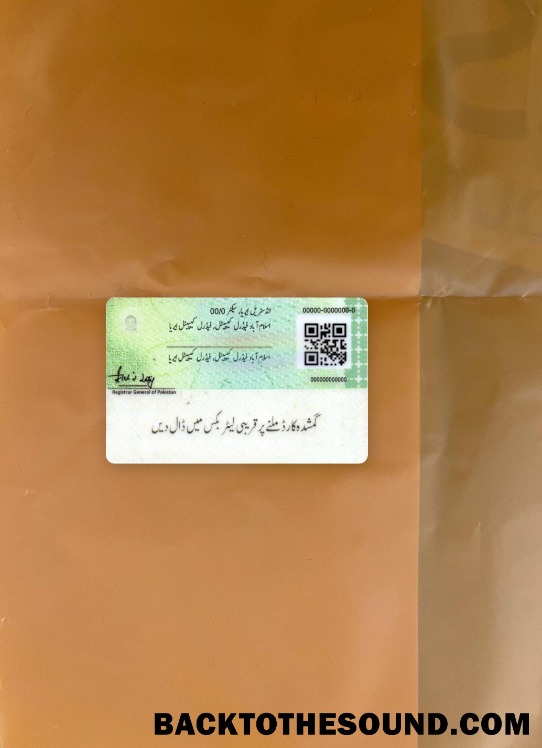 انڈسٹریل ایریا، سیکٹر 00/0
00000-0000000-0
اسلام آباد فیڈرل کیپیٹل، فیڈرل کیپیٹل ایریا
اسلام آباد فیڈرل کیپیٹل، فیڈرل کیپیٹل ایریا
000000000000
Registrar General of Pakistan
گمشدہ کارڈ ملنے پر قریبی لیٹر بکس میں ڈال دیں
BACKTOTHESOUND.COM